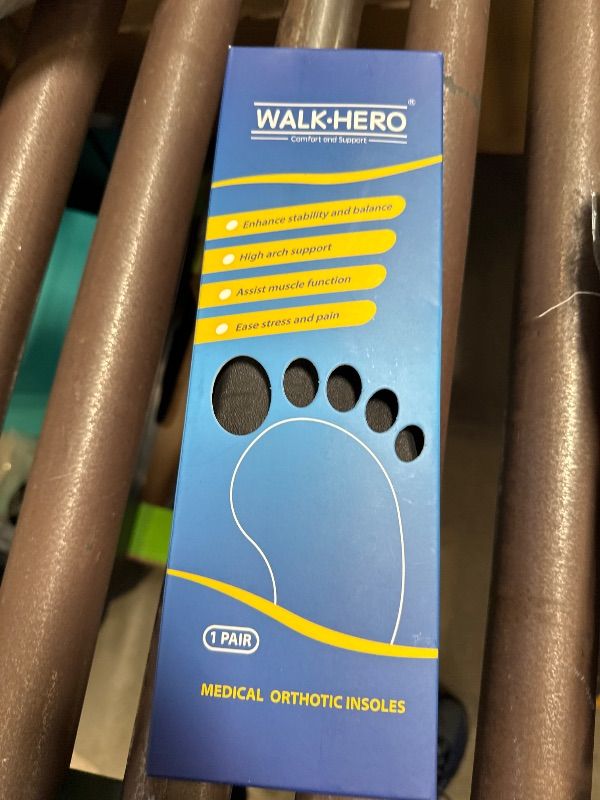 WALK·HERO®
Comfort and Support
Enhance stability and balance
High arch support
Assist muscle function
Ease stress and pain
1 PAIR
MEDICAL ORTHOTIC INSOLES